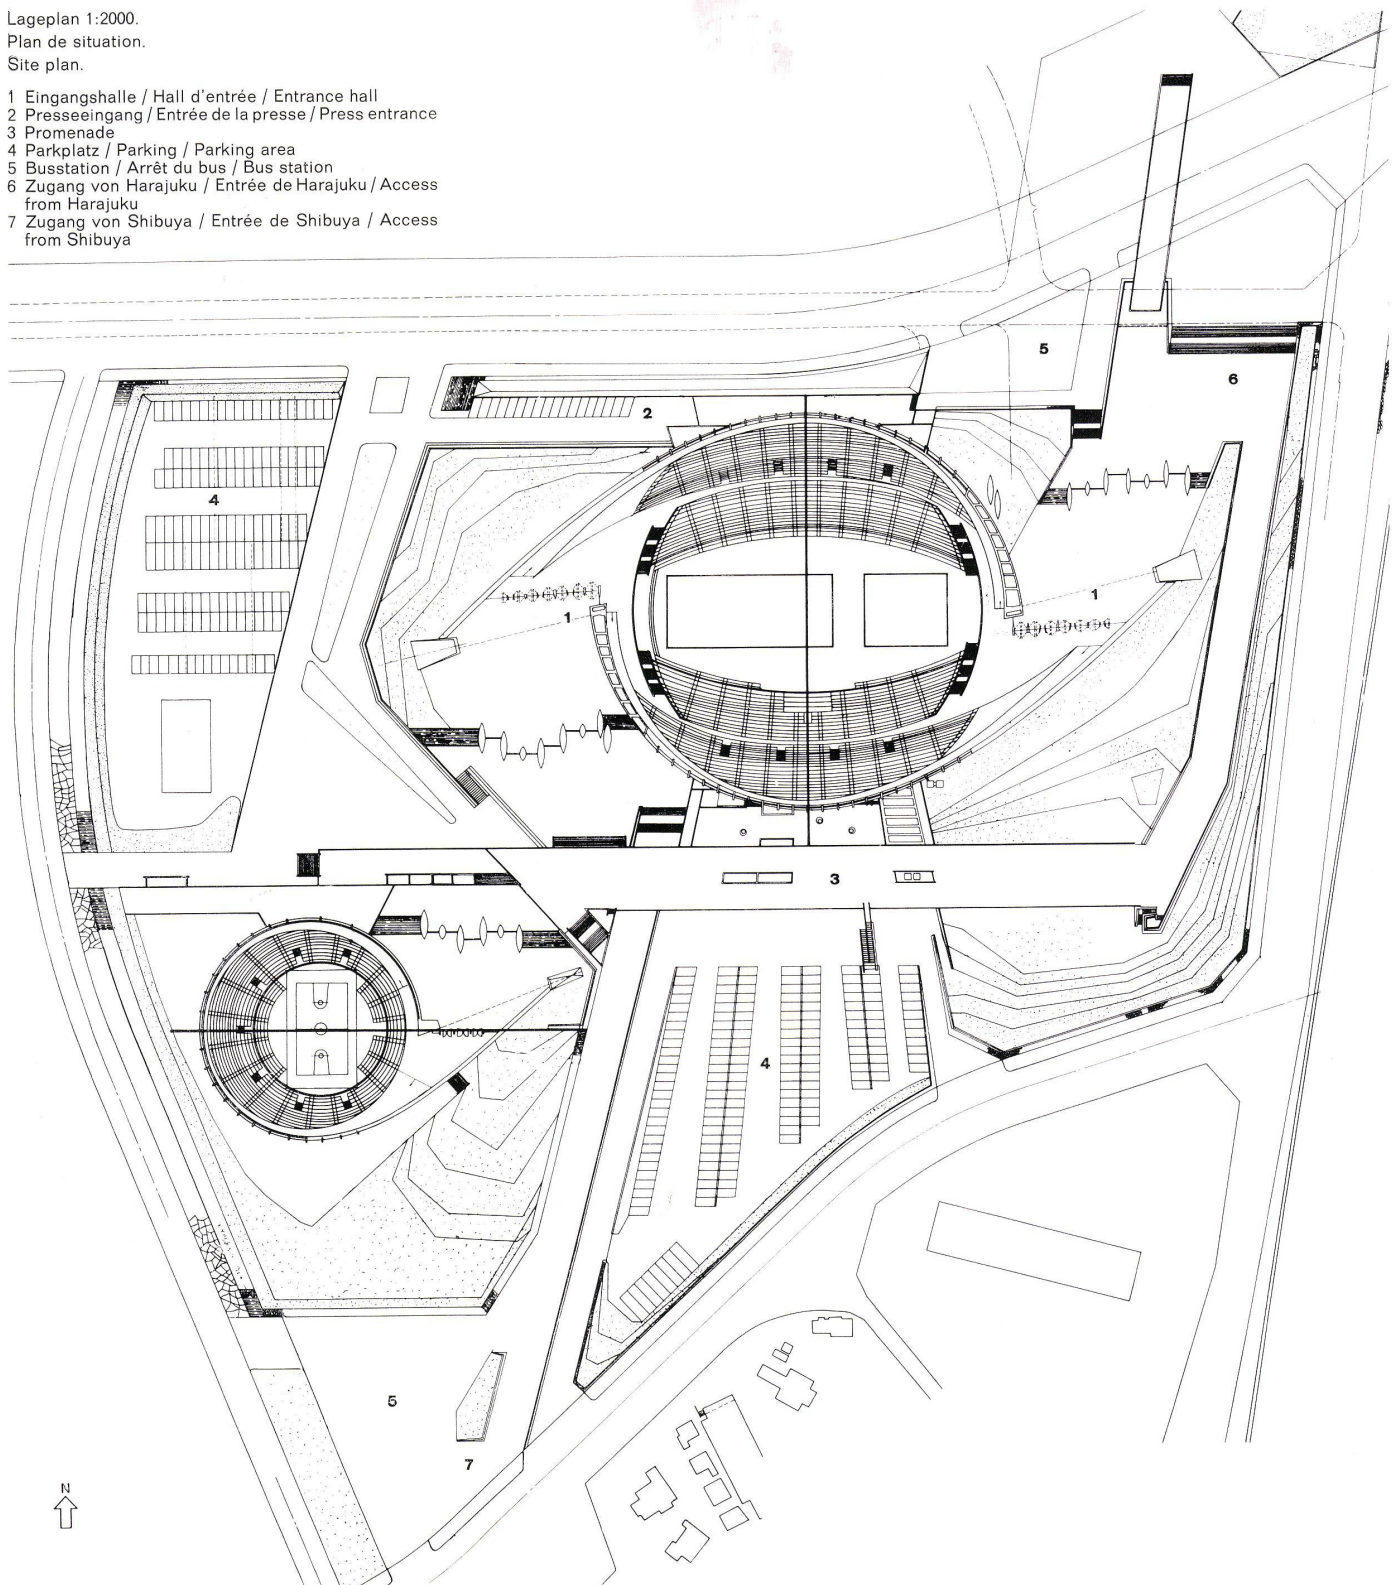 Lageplan 1:2000.
Plan de situation.
Site plan.
1 Eingangshalle / Hall d'entrée / Entrance hall
2 Presseeingang / Entrée de la presse / Press entrance
3 Promenade
4 Parkplatz / Parking / Parking area
5 Busstation / Arrêt du bus / Bus station
6 Zugang von Harajuku / Entrée de Harajuku / Access
from Harajuku
7 Zugang von Shibuya / Entrée de Shibuya / Access
from Shibuya
5
6
2
4
1
1
3
4
5
7
N